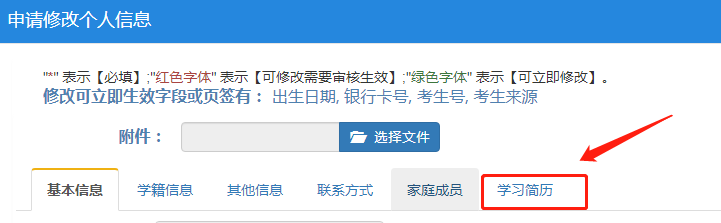 申请修改个人信息
"*" 表示【必填】;"红色字体" 表示【可修改需要审核生效】;"绿色字体" 表示【可立即修改】。
修改可立即生效字段或页签有： 出生日期, 银行卡号, 考生号, 考生来源
附件： 选择文件
基本信息 学籍信息 其他信息 联系方式 家庭成员 学习简历